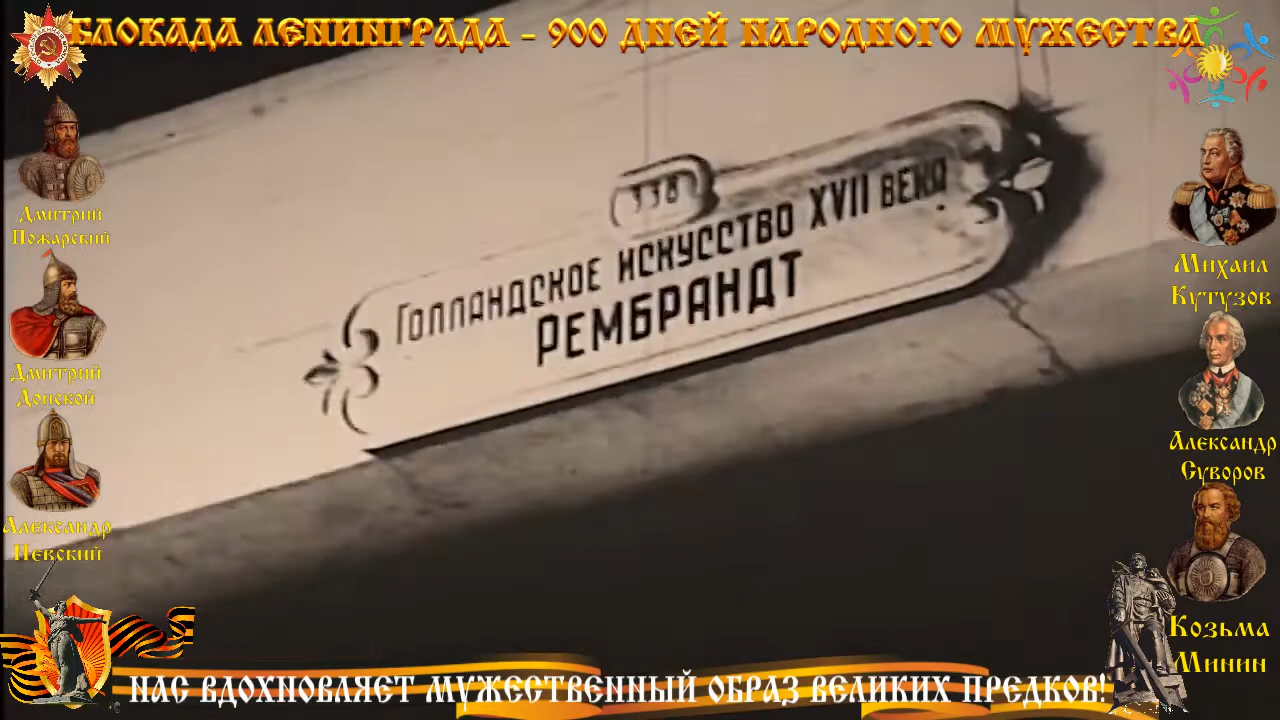 БЛОКАДА ЛЕНИНГРАДА - 900 ДНЕЙ НАРОДНОГО МУЖЕСТВА
338
ГОЛЛАНДСКОЕ ИСКУССТВО XVII ВЕКА
РЕМБРАНДТ
Дмитрий
Пожарский
Дмитрий
Донской
Александр
Невский
Михаил
Кутузов
Александр
Суворов
Козьма
Минин
НАС ВДОХНОВЛЯЕТ МУЖЕСТВЕННЫЙ ОБРАЗ ВЕЛИКИХ ПРЕДКОВ!